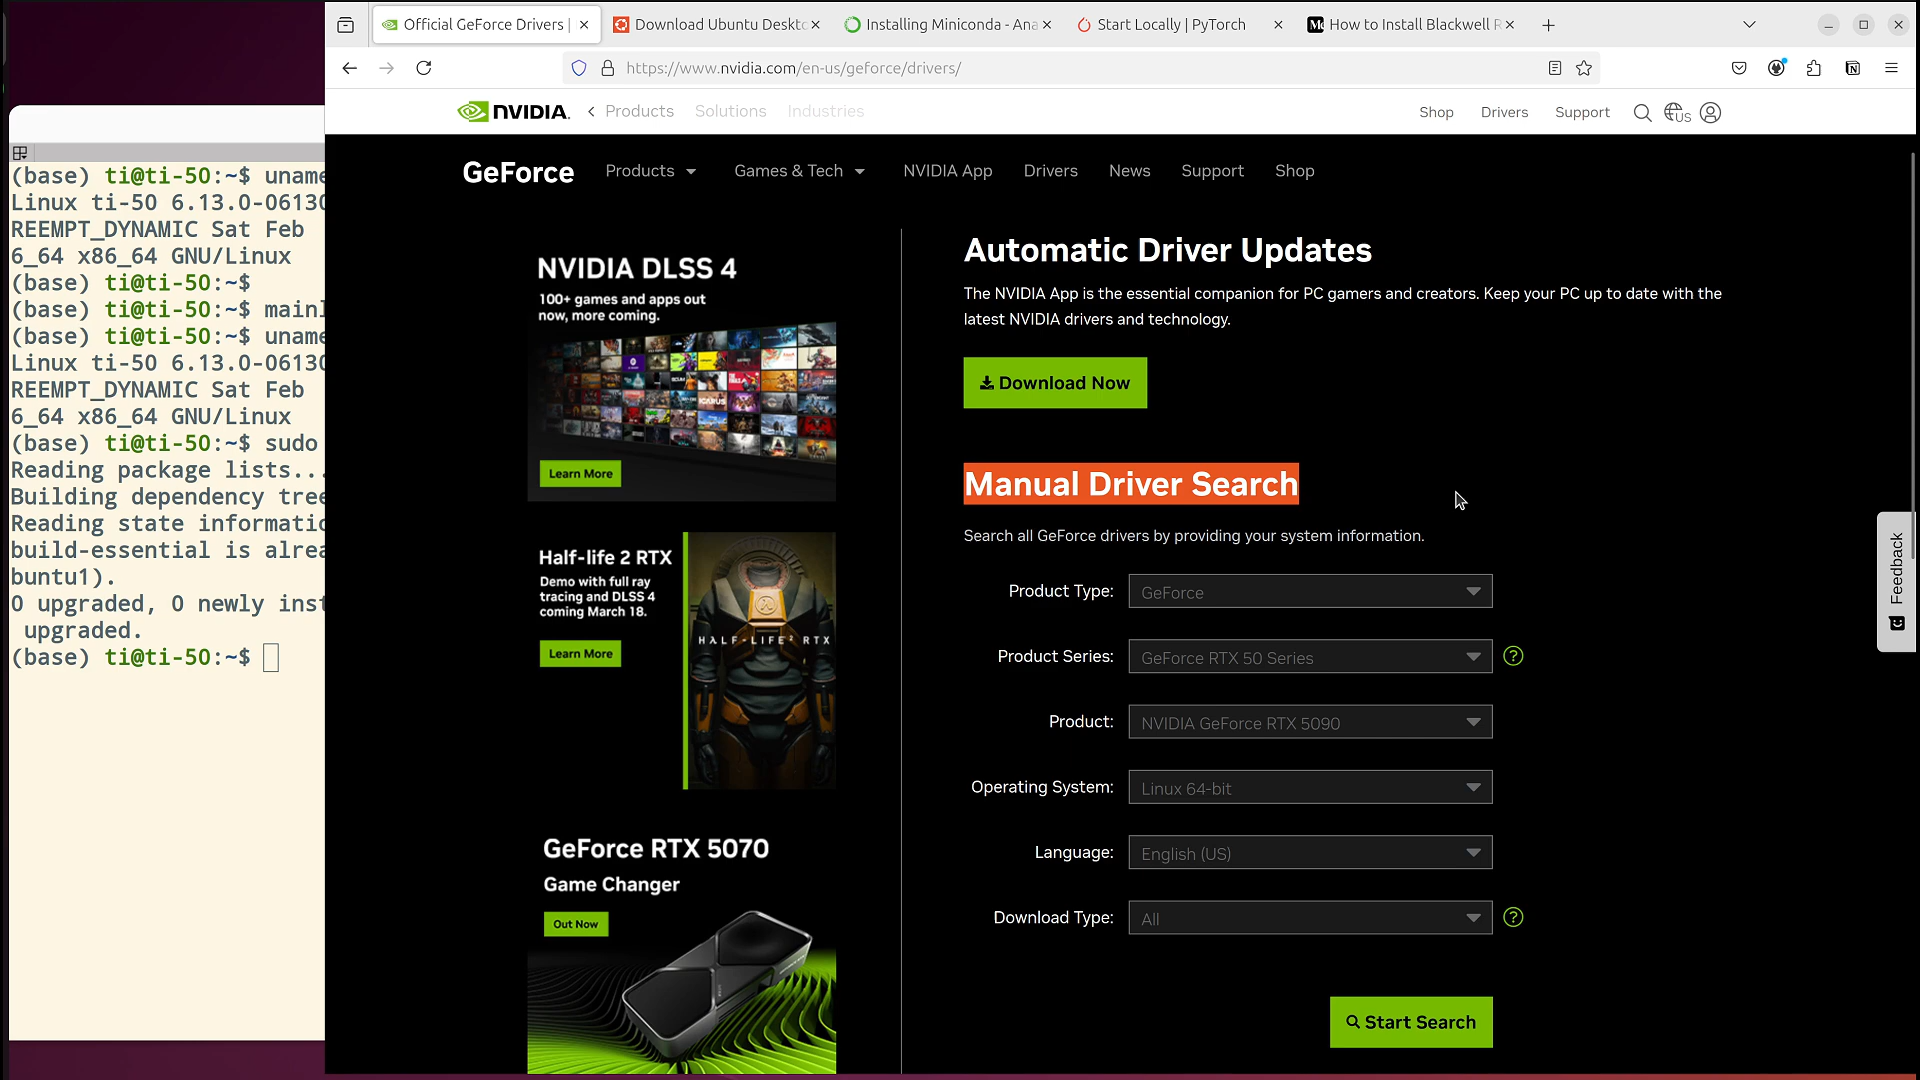 Official GeForce Drivers |
Download Ubuntu Deskto
Installing Miniconda - Ana
Start Locally | PyTorch
How to Install Blackwell R
https://www.nvidia.com/en-us/geforce/drivers/
NVIDIA.
Products
Solutions
Industries
Shop
Drivers
Support
US
GeForce
Products
Games & Tech
NVIDIA App
Drivers
News
Support
Shop
(base) ti@ti-50:~$ uname
Linux ti-50 6.13.0-06130
REEMPT_DYNAMIC Sat Feb
6_64 x86_64 GNU/Linux
(base) ti@ti-50:~$
(base) ti@ti-50:~$ mainl
(base) ti@ti-50:~$ uname
Linux ti-50 6.13.0-06130
REEMPT_DYNAMIC Sat Feb
6_64 x86_64 GNU/Linux
(base) ti@ti-50:~$ sudo
Reading package lists...
Building dependency tree
Reading state informatio
build-essential is alrea
buntu1).
0 upgraded, 0 newly inst
upgraded.
(base) ti@ti-50:~$
NVIDIA DLSS 4
100+ games and apps out
now, more coming.
Learn More
Half-life 2 RTX
Demo with full ray
tracing and DLSS 4
coming March 18.
Learn More
HALF-LIFE² RTX
GeForce RTX 5070
Game Changer
Out Now
Automatic Driver Updates
The NVIDIA App is the essential companion for PC gamers and creators. Keep your PC up to date with the
latest NVIDIA drivers and technology.
Download Now
Manual Driver Search
Search all GeForce drivers by providing your system information.
Product Type: GeForce
Product Series: GeForce RTX 50 Series
Product: NVIDIA GeForce RTX 5090
Operating System: Linux 64-bit
Language: English (US)
Download Type: All
Start Search
Feedback